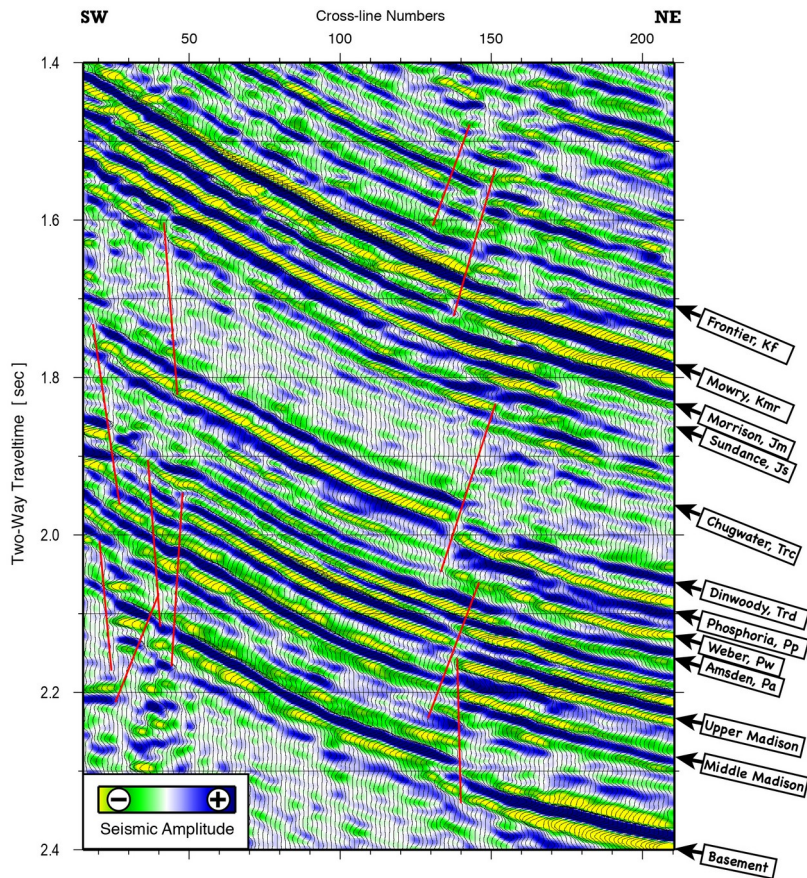 SW
Cross-line Numbers
NE
50
100
150
200
1.4
1.6
1.8
2.0
2.2
2.4
Two-Way Traveltime [ sec ]
Frontier, Kf
Mowry, Kmr
Morrison, Jm
Sundance, Js
Chugwater, Trc
Dinwoody, Trd
Phosphoria, Pp
Weber, Pw
Amsden, Pa
Upper Madison
Middle Madison
Basement
− +
Seismic Amplitude